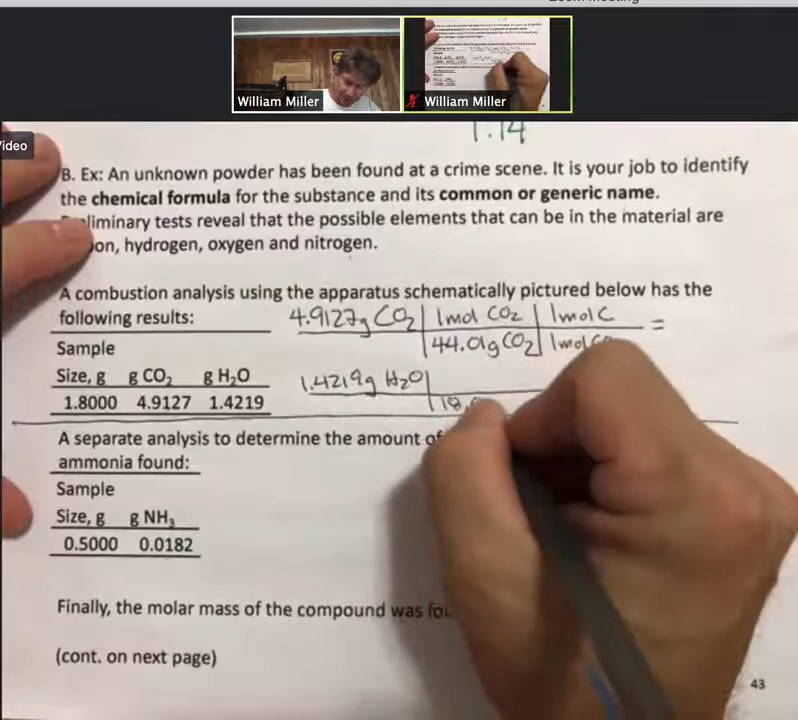 Zoom Meeting
William Miller
William Miller
Video
1.14
B. Ex: An unknown powder has been found at a crime scene. It is your job to identify
the chemical formula for the substance and its common or generic name.
liminary tests reveal that the possible elements that can be in the material are
on, hydrogen, oxygen and nitrogen.
A combustion analysis using the apparatus schematically pictured below has the
following results:
4.9127g CO2 | 1mol CO2 | 1mol C =
44.01g CO2 | 1mol
Sample
Size, g g CO2 g H2O
1.4219g H2O
1.8000 4.9127 1.4219
18.
A separate analysis to determine the amount of
ammonia found:
Sample
Size, g g NH3
0.5000 0.0182
Finally, the molar mass of the compound was
(cont. on next page)
43